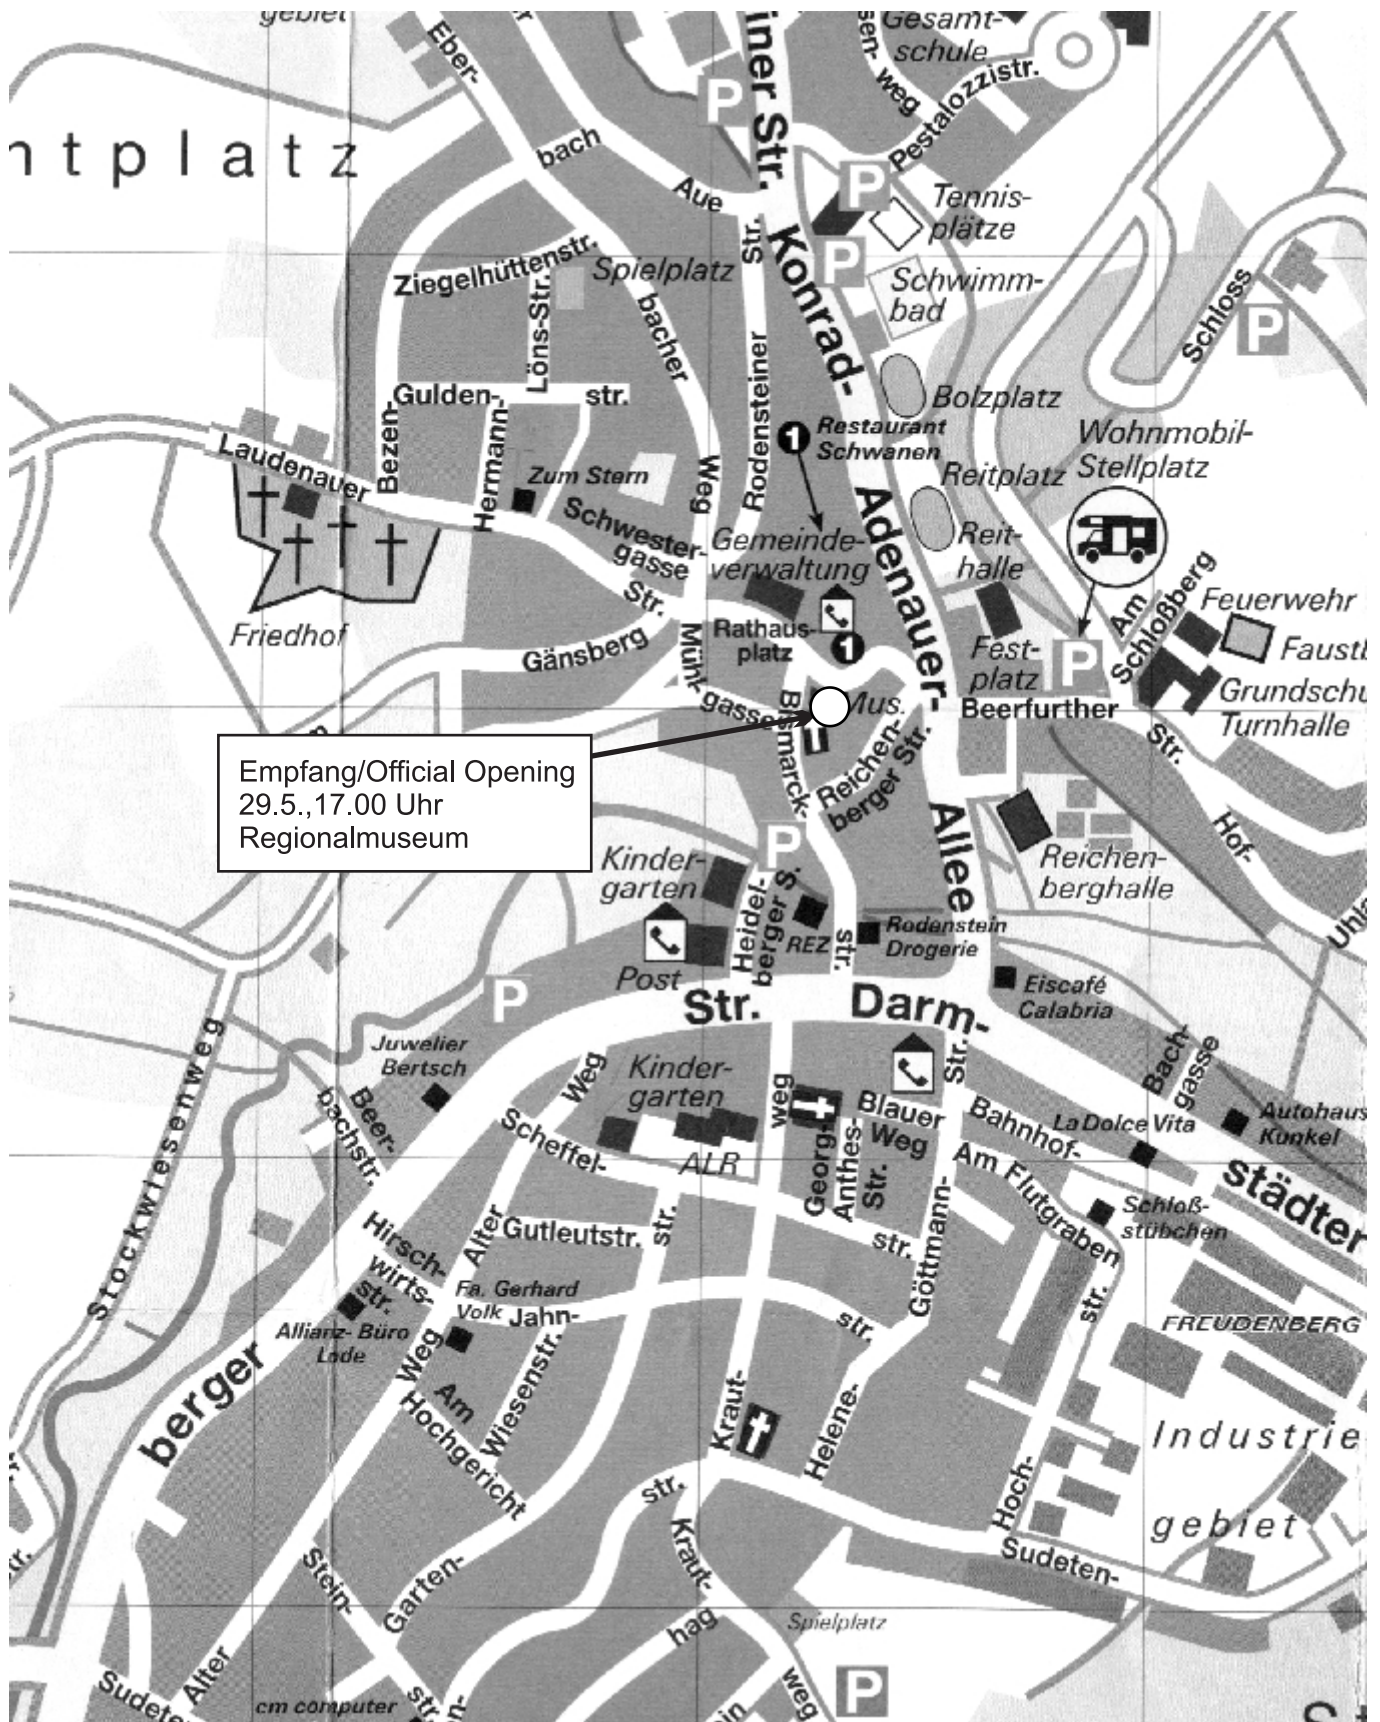 gebiet
Eber-
Gesamt-
schule
sen-
weg
Pestalozzistr.
iner Str.
P
ntplatz
bach
Aue
P
Tennis-
plätze
Str.
Konrad-
P
Ziegelhüttenstr.
Spielplatz
Schwimm-
bad
Löns-Str.
bacher
Schloss
P
Rodensteiner
Gulden-
str.
Bolzplatz
Bezen-
Hermann-
1
Restaurant
Schwanen
Wohnmobil-
Stellplatz
Laudenauer
Zum Stern
Weg
Reitplatz
Schwester-
gasse
Gemeinde-
verwaltung
Adenauer-
Reit-
halle
Str.
Am
Schloßberg
Feuerwehr
Friedhof
Gänsberg
Mühl-
gasse
Rathaus-
platz
1
Fest-
platz
P
Faustb
Grundschu
Turnhalle
Mus.
Beerfurther
Str.
Bismarck-
Reichen-
berger Str.
Empfang/Official Opening
29.5.,17.00 Uhr
Regionalmuseum
P
Allee
Hof-
Kinder-
garten
Reichen-
berghalle
Heidel-
berger S.
REZ
str.
Rodenstein
Drogerie
Uhla
Post
P
Str.
Darm-
Eiscafé
Calabria
Stockwiesenweg
Juwelier
Bertsch
Kinder-
garten
Weg
weg
Str.
Bach-
gasse
Beer-
bachstr.
Scheffel-
ALR
Blauer
Weg
Bahnhof-
La Dolce Vita
Autohaus
Kunkel
Georg-
Anthes-
Str.
Am Flutgraben
städter
Hirsch-
wirts-
str.
Alter
Gutleutstr.
str.
str.
Göttmann-
Schloß-
stübchen
Fa. Gerhard
Volk
Jahn-
str.
str.
FREUDENBERG
Allianz- Büro
Lode
Weg
Wiesenstr.
berger
Am
Hochgericht
Kraut-
Helene-
Industrie-
gebiet
str.
Hoch-
Kraut-
Sudeten-
Stein-
Garten-
hag
Spielplatz
Sudete
Alter
cm computer
str.
weg
P